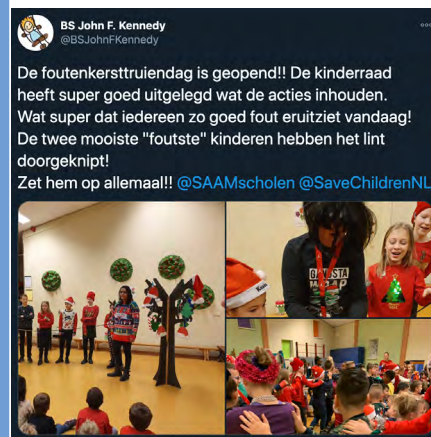 BS John F. Kennedy
@BSJohnFKennedy
De foutenkersttruiendag is geopend!! De kinderraad
heeft super goed uitgelegd wat de acties inhouden.
Wat super dat iedereen zo goed fout eruitziet vandaag!
De twee mooiste "foutste" kinderen hebben het lint
doorgeknipt!
Zet hem op allemaal!! @SAAMscholen @SaveChildrenNL